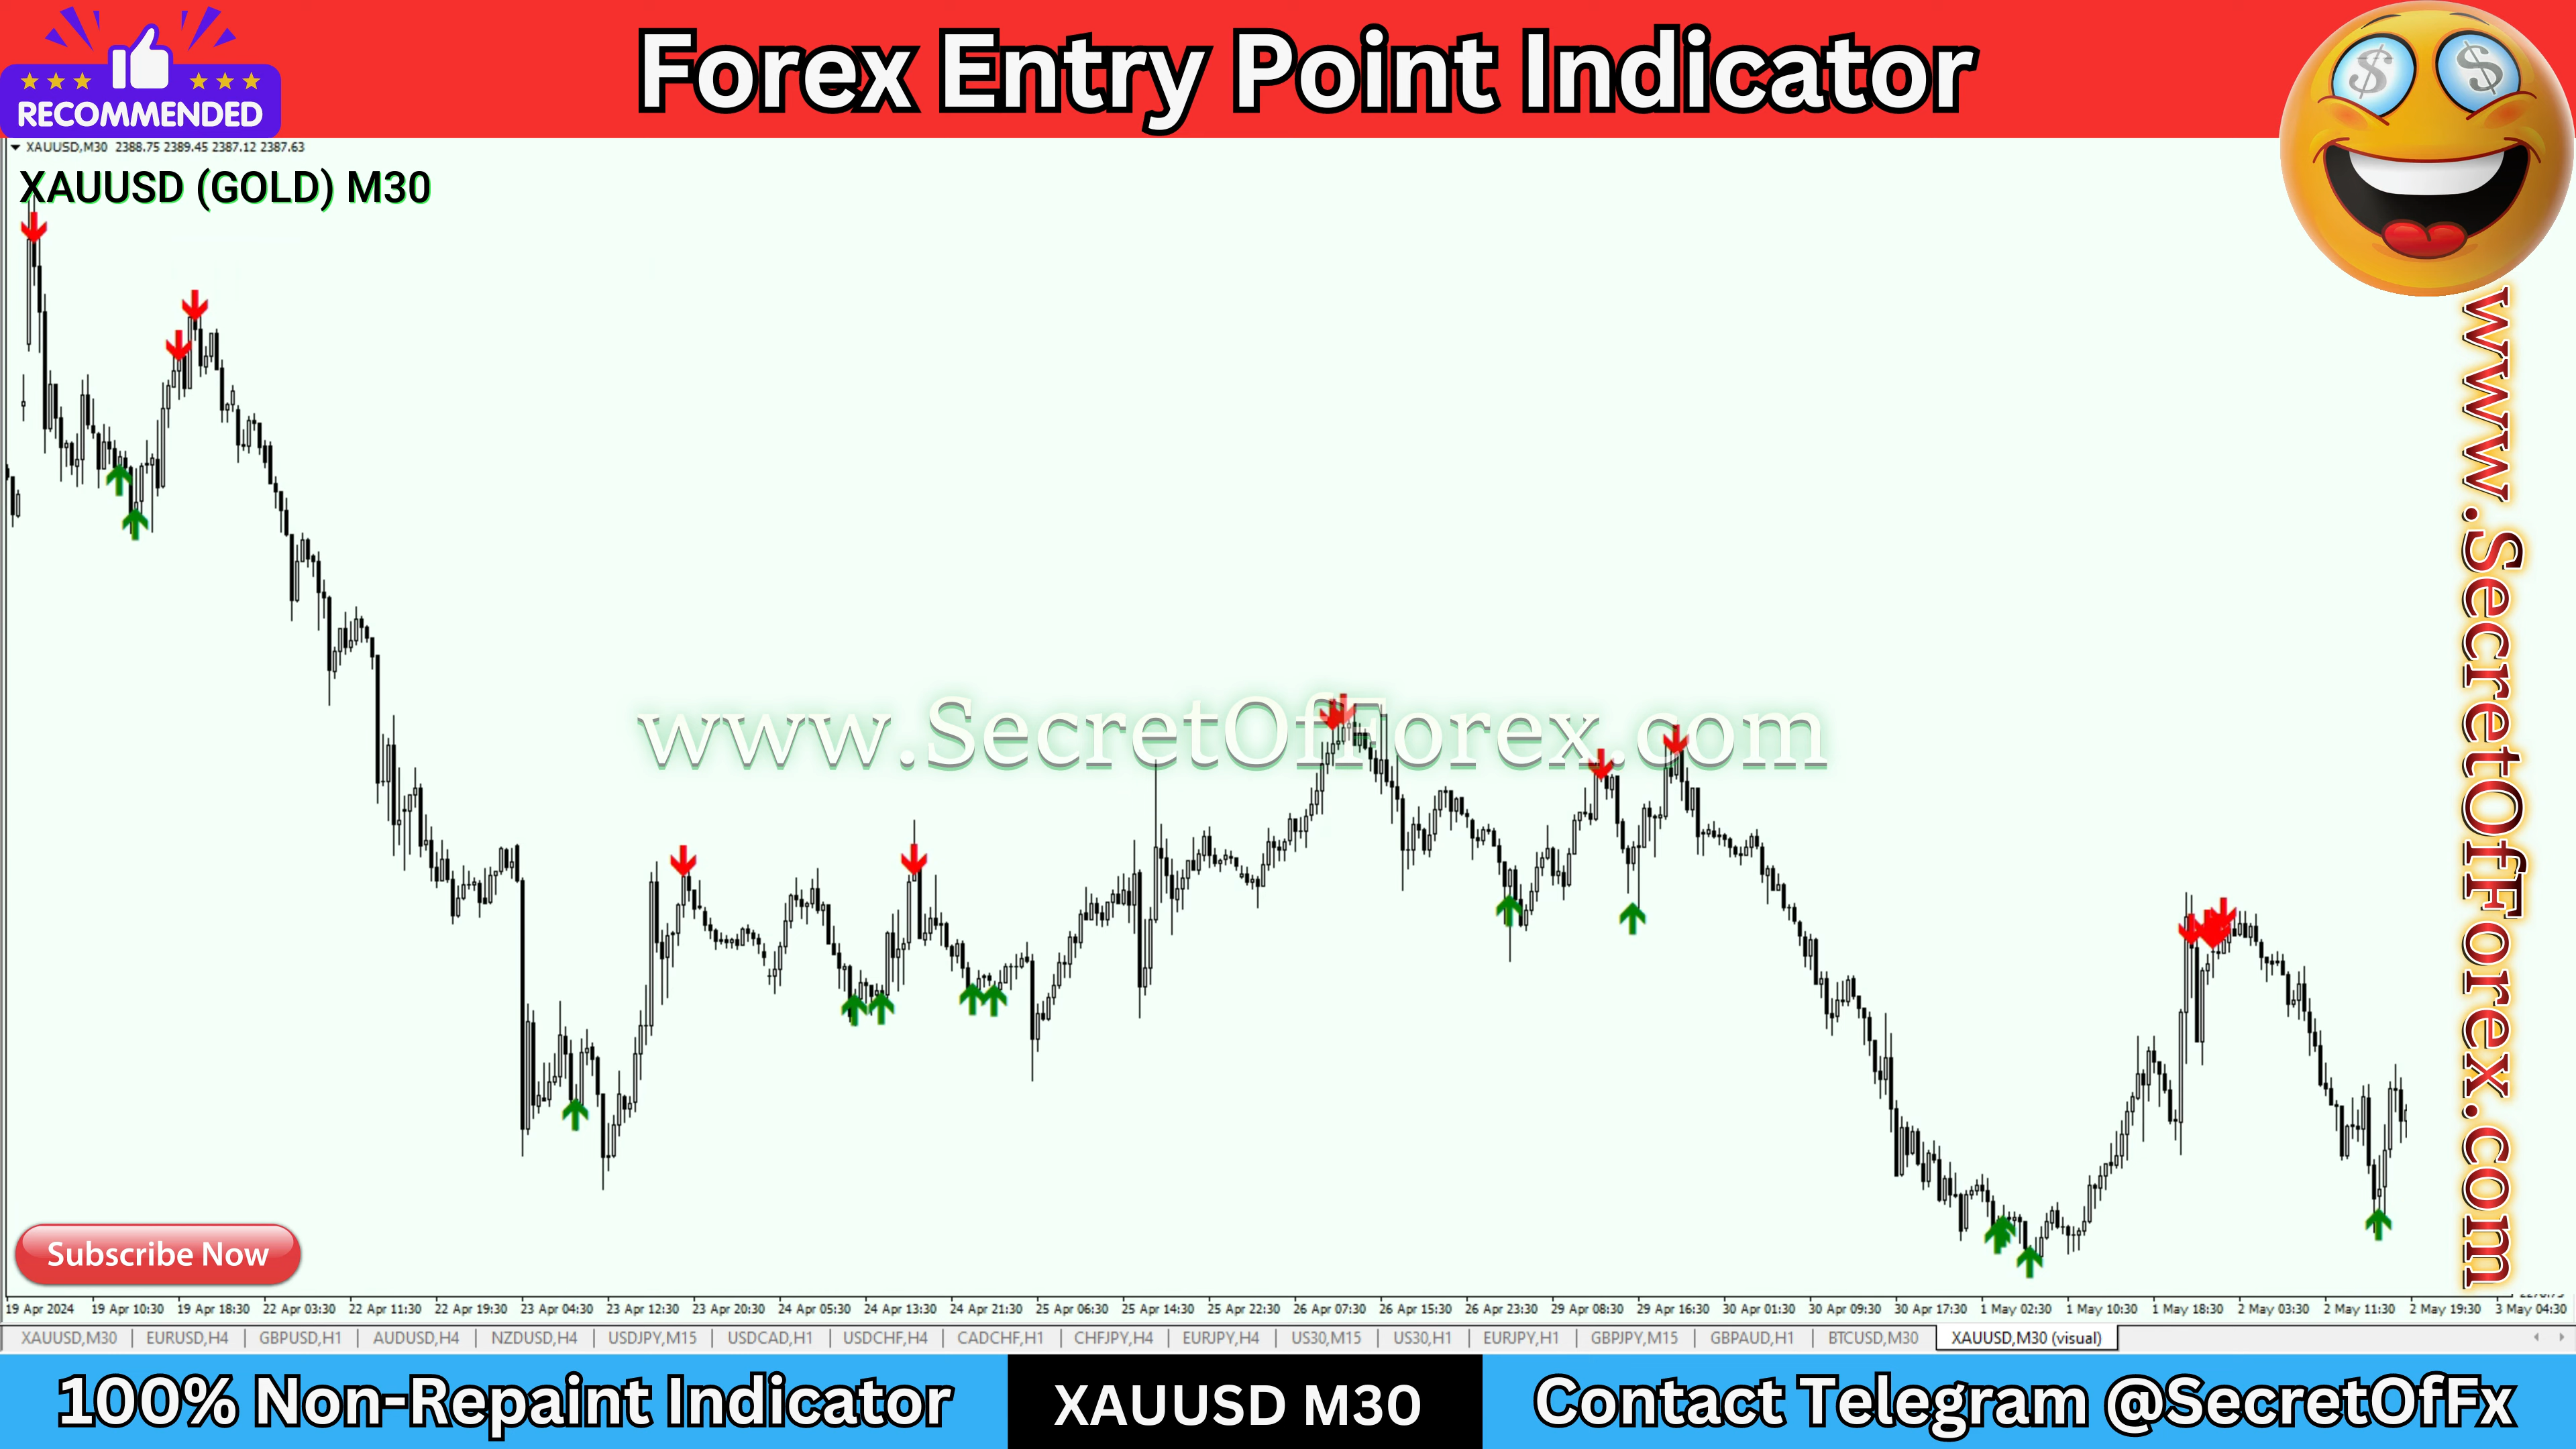 Forex Entry Point Indicator
RECOMMENDED
XAUUSD,M30 2388.75 2389.45 2387.12 2387.63
XAUUSD (GOLD) M30
www.SecretOfForex.com
www.SecretOfForex.com
Subscribe Now
19 Apr 2024 19 Apr 10:30 19 Apr 18:30 22 Apr 03:30 22 Apr 11:30 22 Apr 19:30 23 Apr 04:30 23 Apr 12:30 23 Apr 20:30 24 Apr 05:30 24 Apr 13:30 24 Apr 21:30 25 Apr 06:30 25 Apr 14:30 25 Apr 22:30 26 Apr 07:30 26 Apr 15:30 26 Apr 23:30 29 Apr 08:30 29 Apr 16:30 30 Apr 01:30 30 Apr 09:30 30 Apr 17:30 1 May 02:30 1 May 10:30 1 May 18:30 2 May 03:30 2 May 11:30 2 May 19:30 3 May 04:30
XAUUSD,M30 EURUSD,H4 GBPUSD,H1 AUDUSD,H4 NZDUSD,H4 USDJPY,M15 USDCAD,H1 USDCHF,H4 CADCHF,H1 CHFJPY,H4 EURJPY,H4 US30,M15 US30,H1 EURJPY,H1 GBPJPY,M15 GBPAUD,H1 BTCUSD,M30 XAUUSD,M30 (visual)
100% Non-Repaint Indicator
XAUUSD M30
Contact Telegram @SecretOfFx